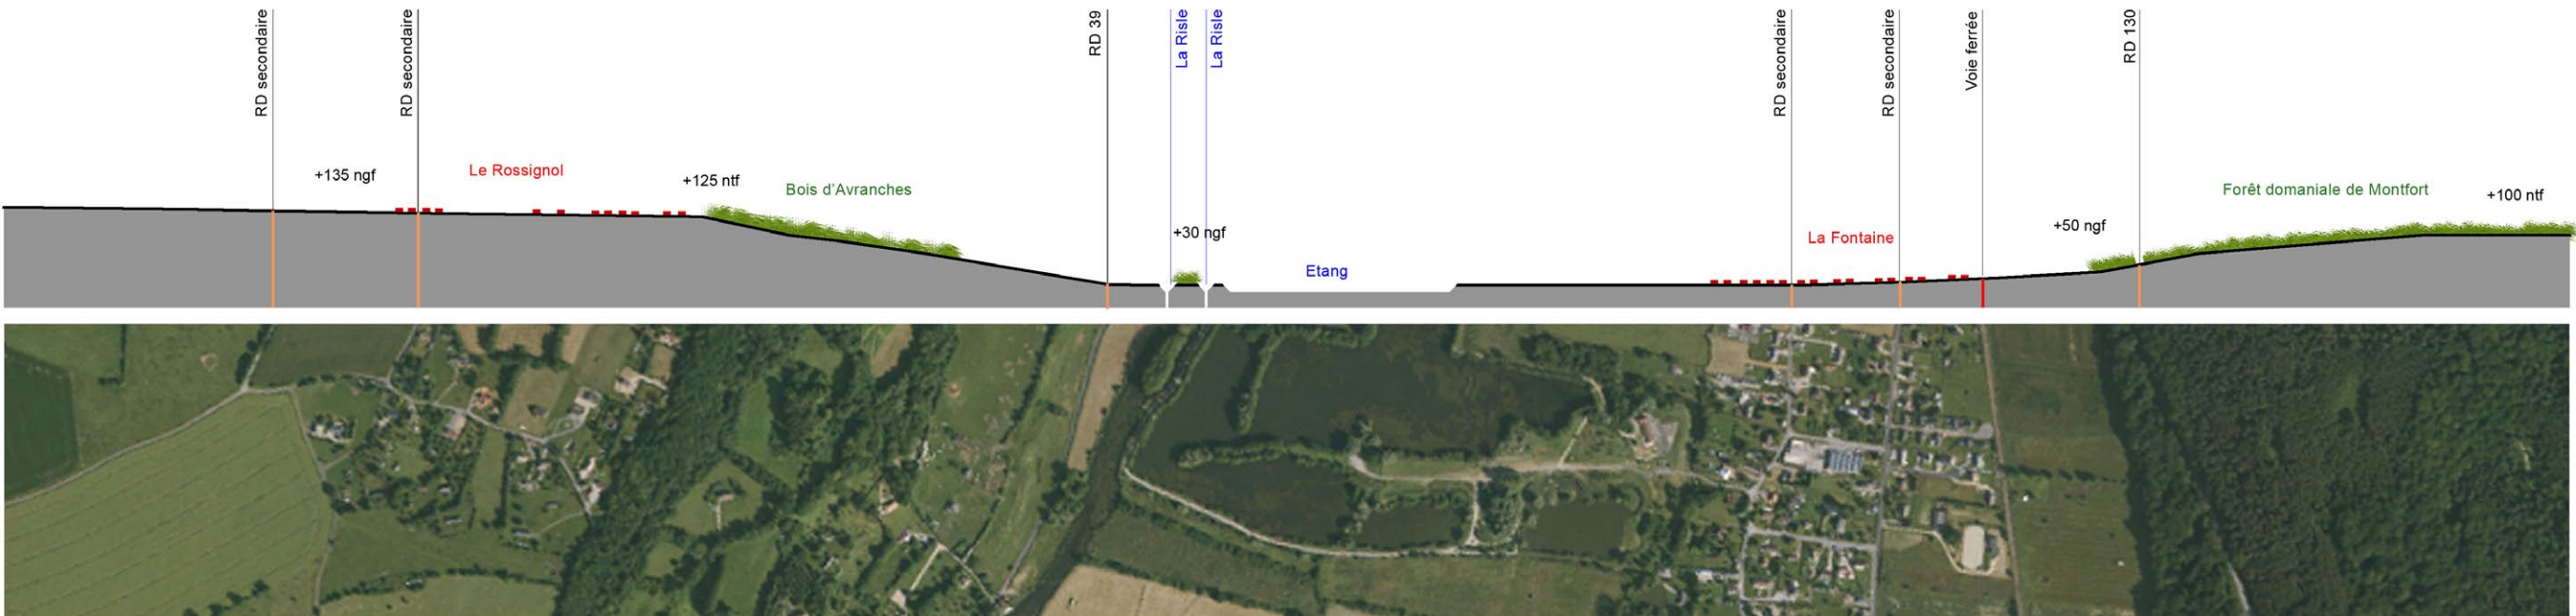 RD secondaire
RD secondaire
RD 39
La Risle
La Risle
RD secondaire
RD secondaire
Voie ferrée
RD 130
+135 ngf
Le Rossignol
+125 ntf
Bois d'Avranches
+30 ngf
Etang
La Fontaine
+50 ngf
Forêt domaniale de Montfort
+100 ntf